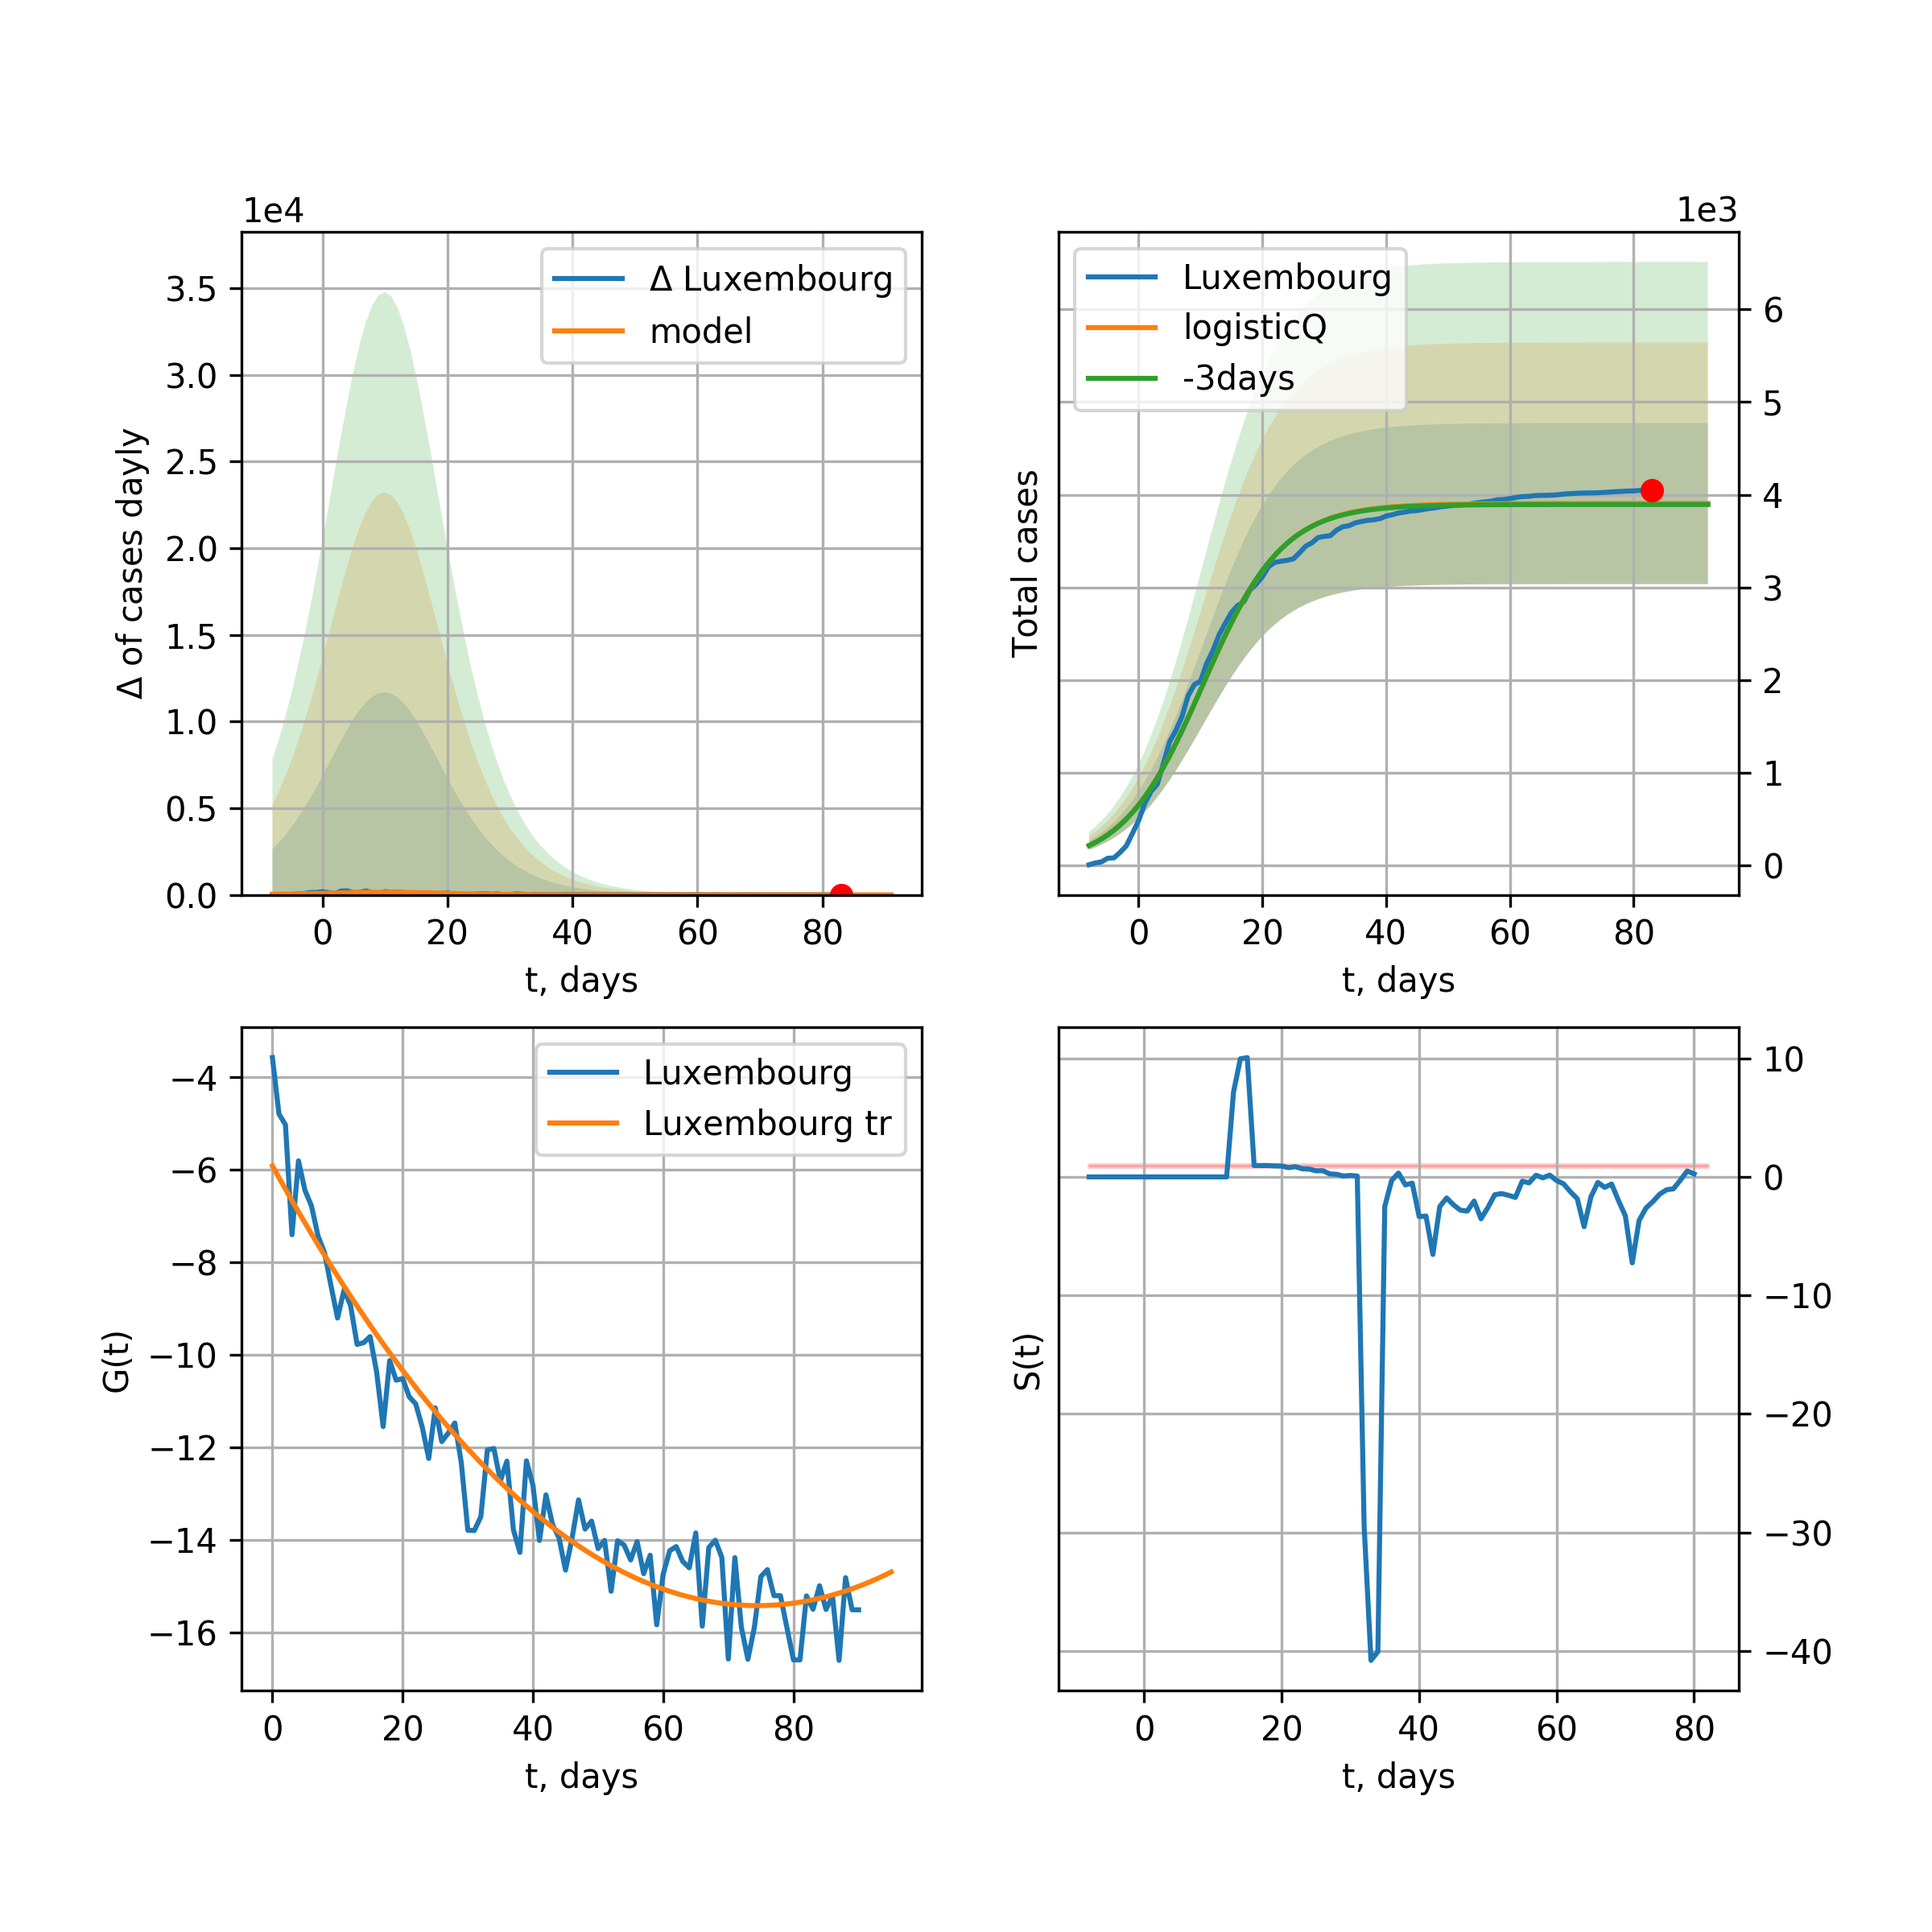 1e4
Δ Luxembourg
model
3.5
3.0
2.5
2.0
1.5
1.0
0.5
0.0
Δ of cases dayly
0 20 40 60 80
t, days
1e3
Luxembourg
logisticQ
-3days
6
5
4
3
2
1
0
Total cases
0 20 40 60 80
t, days
Luxembourg
Luxembourg tr
−4
−6
−8
−10
−12
−14
−16
G(t)
0 20 40 60 80
t, days
10
0
−10
−20
−30
−40
S(t)
0 20 40 60 80
t, days